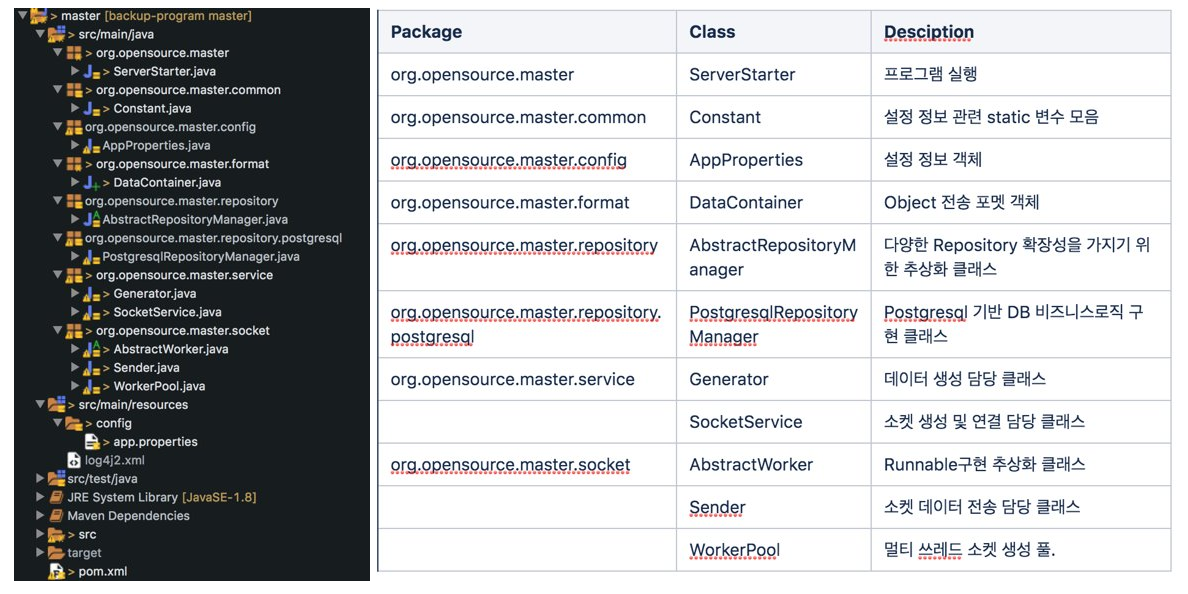 > master [backup-program master]
> src/main/java
> org.opensource.master
> ServerStarter.java
> org.opensource.master.common
> Constant.java
org.opensource.master.config
AppProperties.java
> org.opensource.master.format
> DataContainer.java
org.opensource.master.repository
AbstractRepositoryManager.java
org.opensource.master.repository.postgresql
PostgresqlRepositoryManager.java
> org.opensource.master.service
> Generator.java
> SocketService.java
> org.opensource.master.socket
> AbstractWorker.java
> Sender.java
> WorkerPool.java
> src/main/resources
> config
> app.properties
log4j2.xml
src/test/java
JRE System Library [JavaSE-1.8]
Maven Dependencies
> src
target
> pom.xml
Package Class Desciption
org.opensource.master ServerStarter 프로그램 실행
org.opensource.master.common Constant 설정 정보 관련 static 변수 모음
org.opensource.master.config AppProperties 설정 정보 객체
org.opensource.master.format DataContainer Object 전송 포멧 객체
org.opensource.master.repository AbstractRepositoryM 다양한 Repository 확장성을 가지기 위
anager 한 추상화 클래스
org.opensource.master.repository. PostgresqlRepository Postgresql 기반 DB 비즈니스로직 구
postgresql Manager 현 클래스
org.opensource.master.service Generator 데이터 생성 담당 클래스
SocketService 소켓 생성 및 연결 담당 클래스
org.opensource.master.socket AbstractWorker Runnable구현 추상화 클래스
Sender 소켓 데이터 전송 담당 클래스
WorkerPool 멀티 쓰레드 소켓 생성 풀.